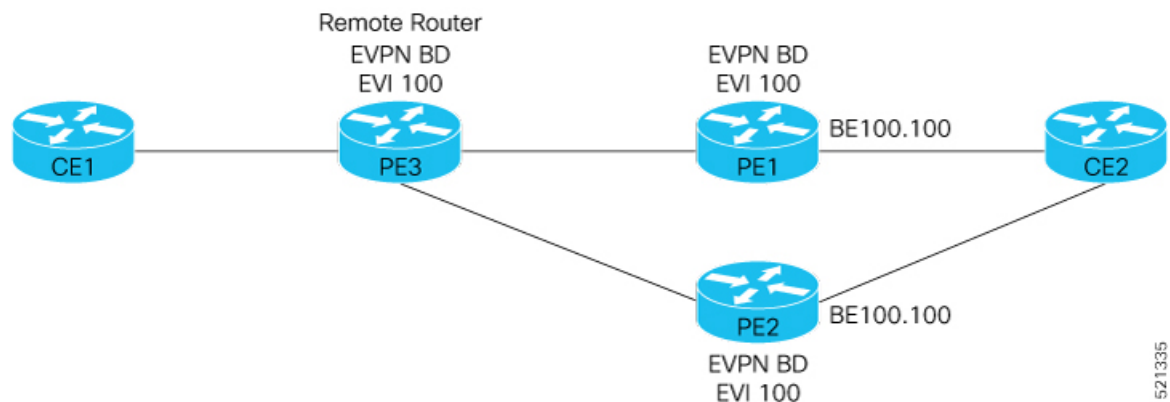 Remote Router
EVPN BD
EVI 100
EVPN BD
EVI 100
BE100.100
CE1
PE3
PE1
CE2
PE2
BE100.100
EVPN BD
EVI 100
521335